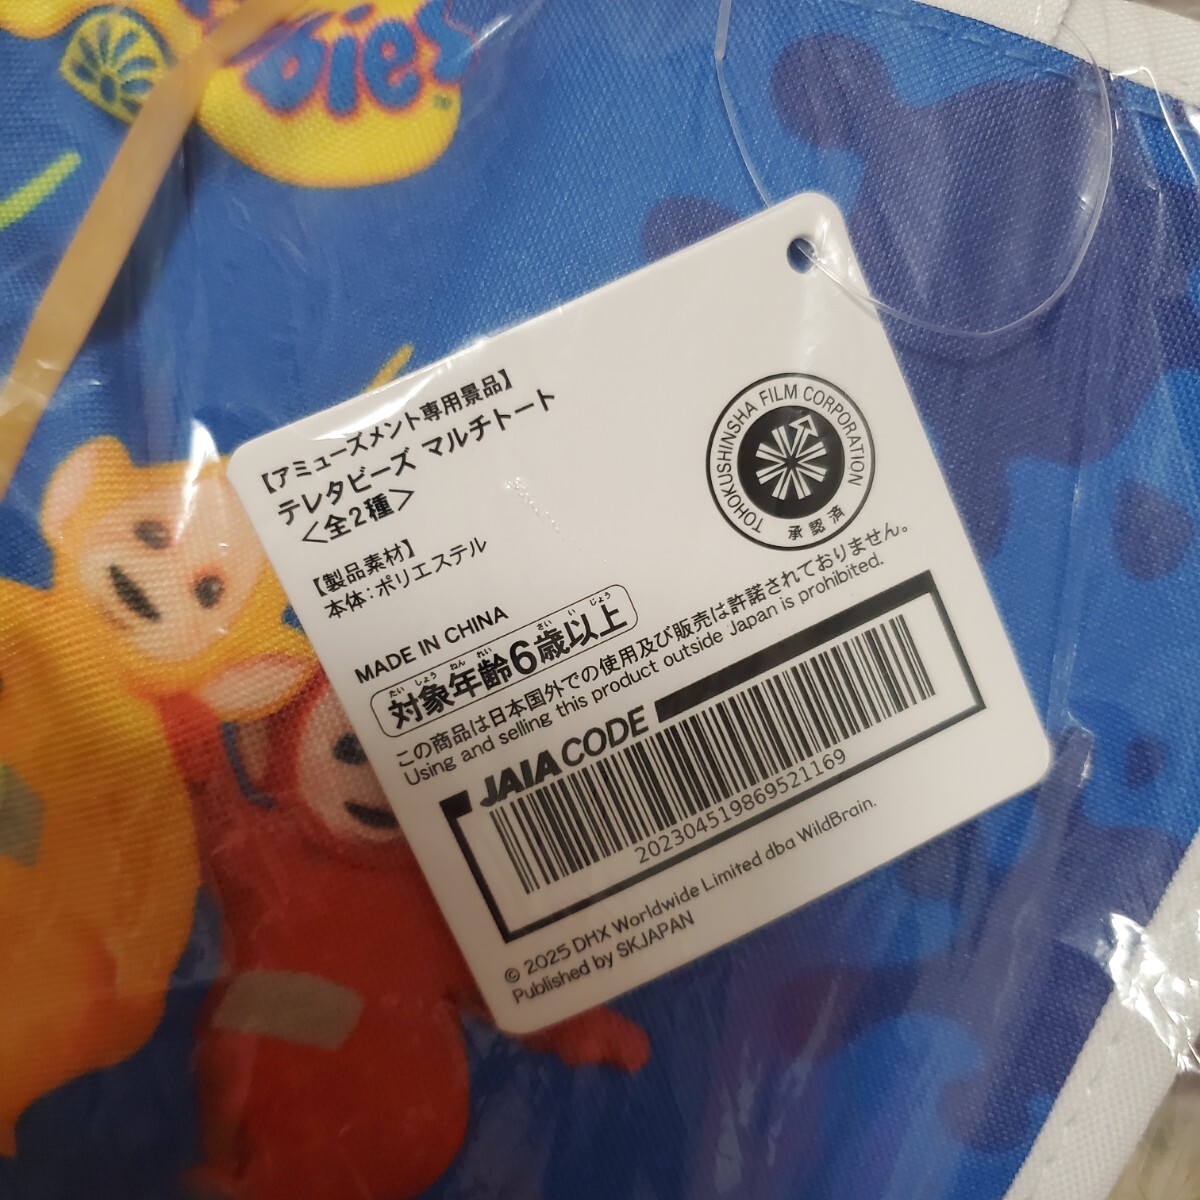 bies
™
【アミューズメント専用景品】
テレタビーズ マルチトート
＜全2種＞
【製品素材】
本体：ポリエステル
MADE IN CHINA
対象年齢6歳以上
たいしょうねんれい さい いじょう
この商品は日本国外での使用及び販売は許諾されておりません。
Using and selling this product outside Japan is prohibited.
JAIA CODE
202304519869521169
© 2025 DHX Worldwide Limited dba WildBrain.
Published by SKJAPAN
TOHOKUSHINSHA FILM CORPORATION
承認済